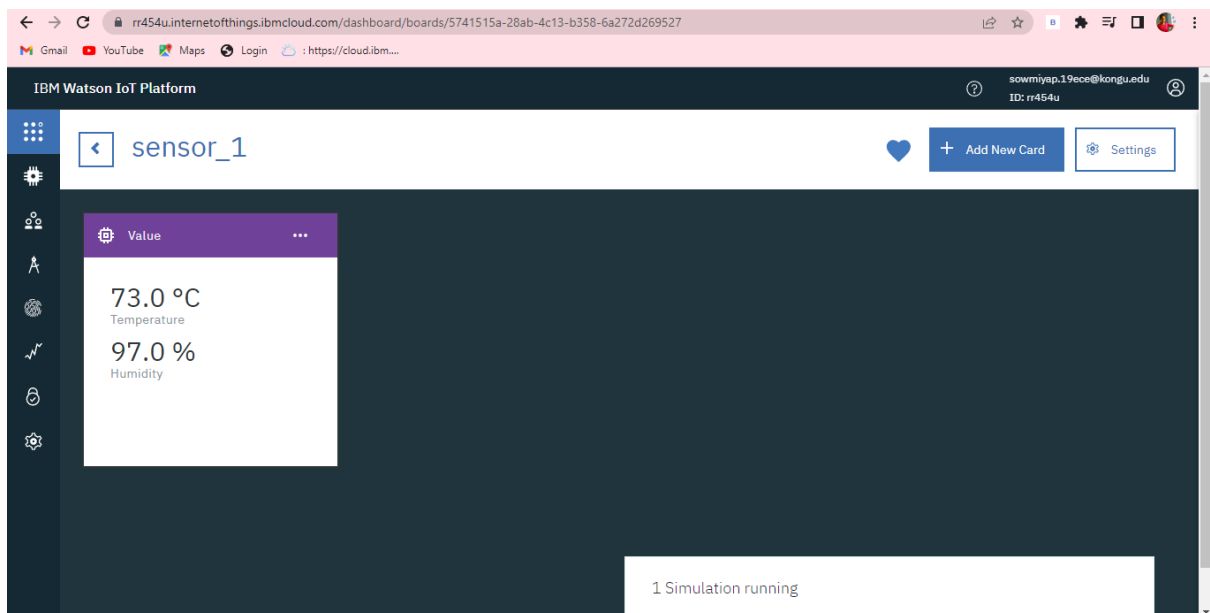 rr454u.internetofthings.ibmcloud.com/dashboard/boards/5741515a-28ab-4c13-b358-6a272d269527
B
Gmail YouTube Maps Login : https://cloud.ibm....
IBM Watson IoT Platform
sowmiyap.19ece@kongu.edu
ID: rr454u
sensor_1
+ Add New Card
Settings
Value
73.0 °C
Temperature
97.0 %
Humidity
1 Simulation running